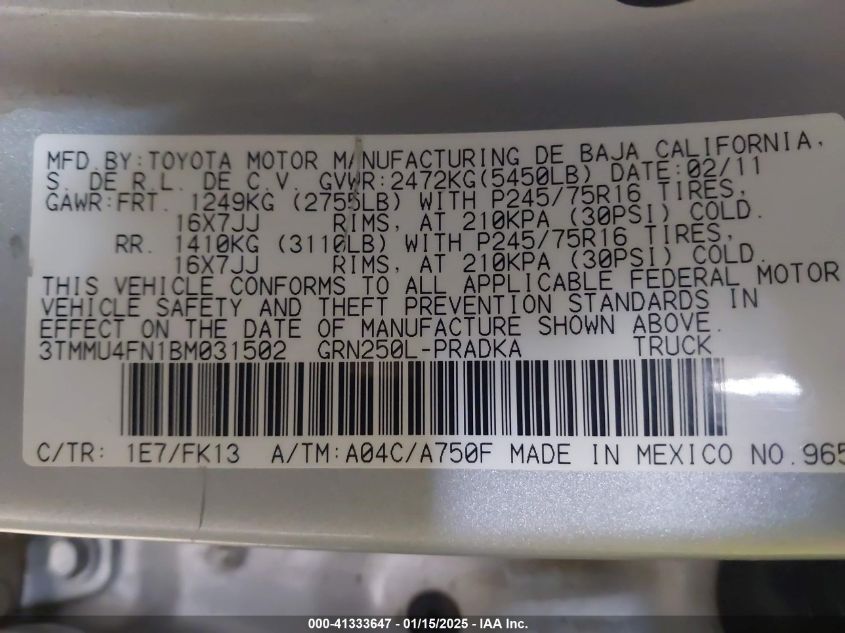 MFD.BY:TOYOTA MOTOR MANUFACTURING DE BAJA CALIFORNIA,
S. DE R.L. DE C.V. GVWR:2472KG(5450LB) DATE:02/11
GAWR:FRT. 1249KG (2755LB) WITH P245/75R16 TIRES,
16X7JJ RIMS, AT 210KPA (30PSI) COLD.
RR. 1410KG (3110LB) WITH P245/75R16 TIRES,
16X7JJ RIMS, AT 210KPA (30PSI) COLD.
THIS VEHICLE CONFORMS TO ALL APPLICABLE FEDERAL MOTOR
VEHICLE SAFETY AND THEFT PREVENTION STANDARDS IN
EFFECT ON THE DATE OF MANUFACTURE SHOWN ABOVE.
3TMMU4FN1BM031502 GRN250L-PRADKA TRUCK
C/TR: 1E7/FK13 A/TM:A04C/A750F MADE IN MEXICO NO.965
000-41333647 - 01/15/2025 - IAA Inc.